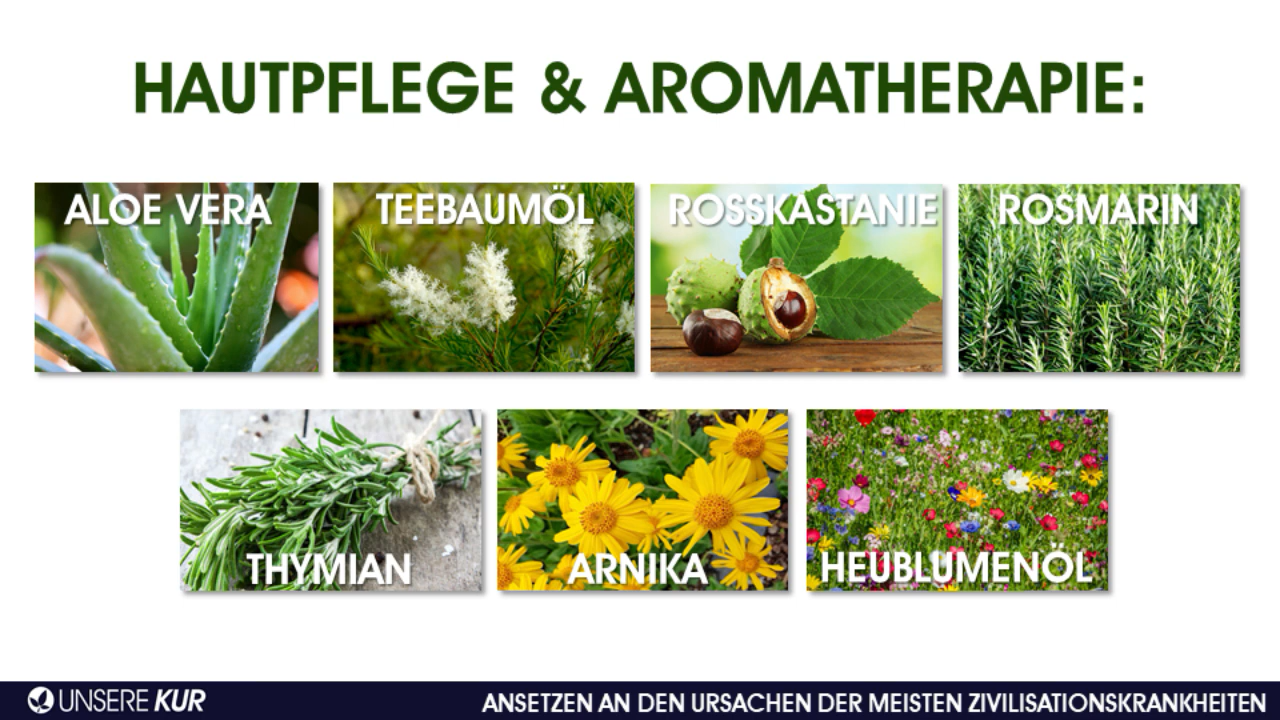 HAUTPFLEGE & AROMATHERAPIE:
ALOE VERA
TEEBAUMÖL
ROSSKASTANIE
ROSMARIN
THYMIAN
ARNIKA
HEUBLUMENÖL
UNSERE KUR
ANSETZEN AN DEN URSACHEN DER MEISTEN ZIVILISATIONSKRANKHEITEN